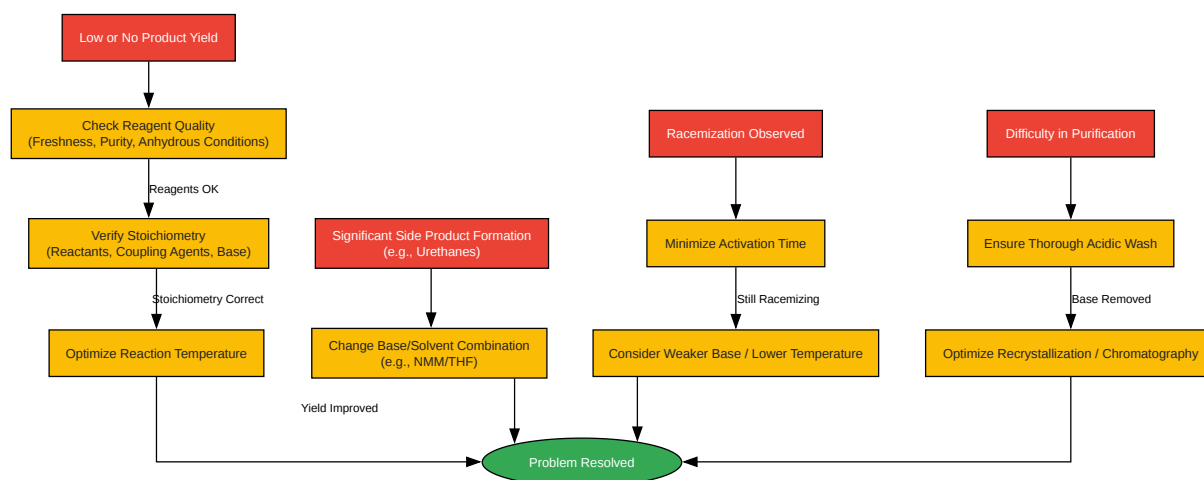 Low or No Product Yield
Check Reagent Quality
(Freshness, Purity, Anhydrous Conditions)
Reagents OK
Verify Stoichiometry
(Reactants, Coupling Agents, Base)
Stoichiometry Correct
Optimize Reaction Temperature
Significant Side Product Formation
(e.g., Urethanes)
Change Base/Solvent Combination
(e.g., NMM/THF)
Yield Improved
Racemization Observed
Minimize Activation Time
Still Racemizing
Consider Weaker Base / Lower Temperature
Difficulty in Purification
Ensure Thorough Acidic Wash
Base Removed
Optimize Recrystallization / Chromatography
Problem Resolved